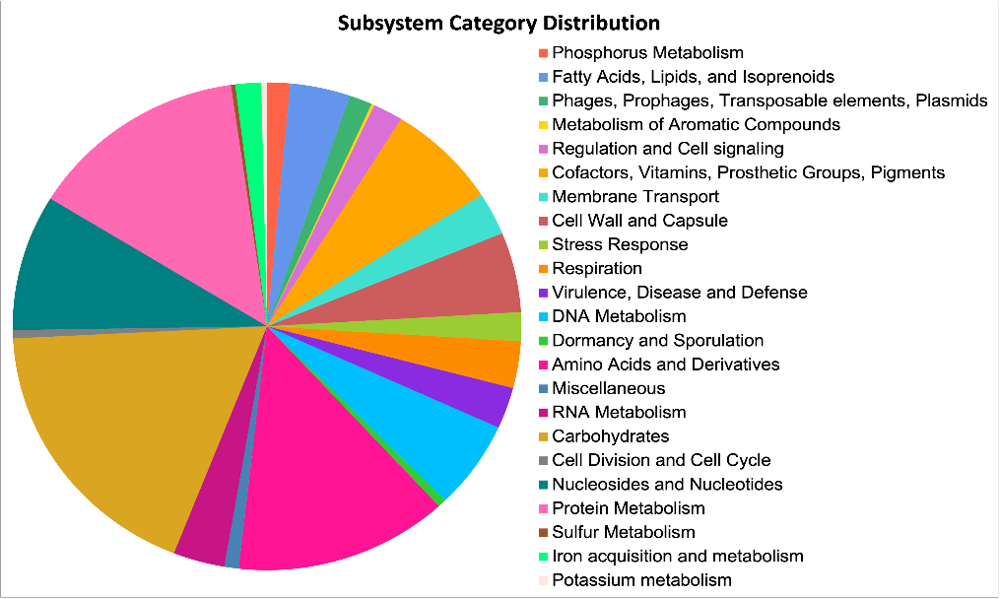 Subsystem Category Distribution
Phosphorus Metabolism
Fatty Acids, Lipids, and Isoprenoids
Phages, Prophages, Transposable elements, Plasmids
Metabolism of Aromatic Compounds
Regulation and Cell signaling
Cofactors, Vitamins, Prosthetic Groups, Pigments
Membrane Transport
Cell Wall and Capsule
Stress Response
Respiration
Virulence, Disease and Defense
DNA Metabolism
Dormancy and Sporulation
Amino Acids and Derivatives
Miscellaneous
RNA Metabolism
Carbohydrates
Cell Division and Cell Cycle
Nucleosides and Nucleotides
Protein Metabolism
Sulfur Metabolism
Iron acquisition and metabolism
Potassium metabolism